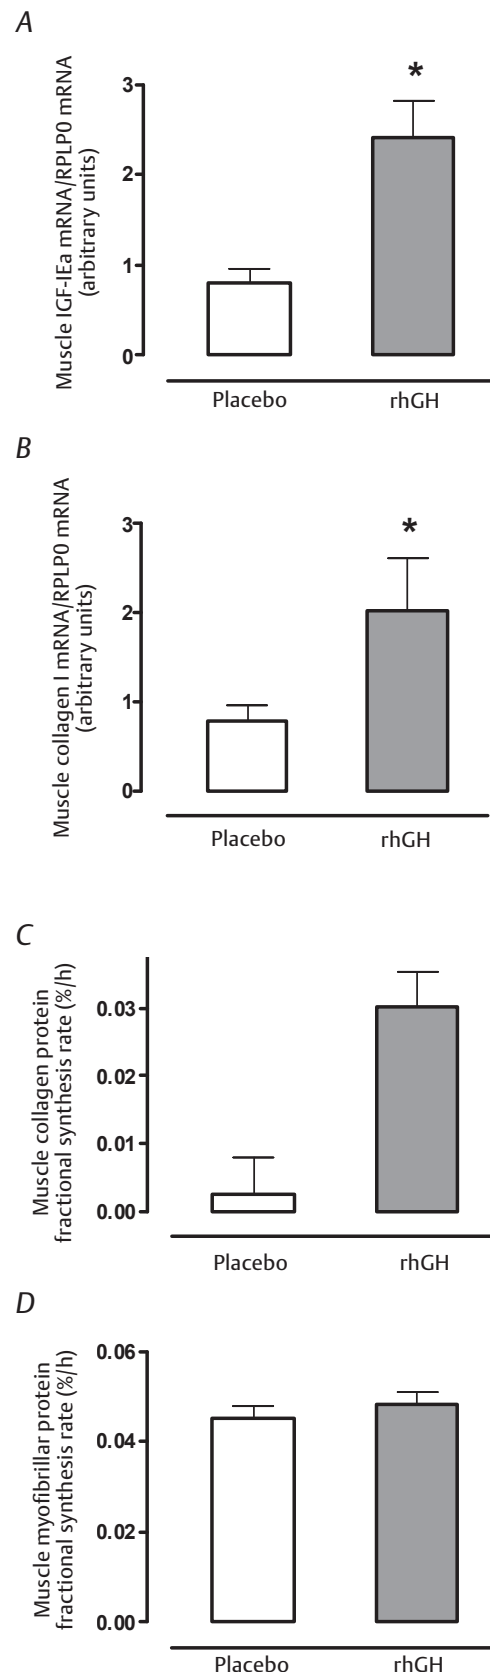 A
Muscle IGF-IEa mRNA/RPLP0 mRNA
(arbitrary units)
3
*
2
1
0
Placebo
rhGH
B
Muscle collagen I mRNA/RPLP0 mRNA
(arbitrary units)
3
*
2
1
0
Placebo
rhGH
C
Muscle collagen protein
fractional synthesis rate (%/h)
0.03
0.02
0.01
0.00
Placebo
rhGH
D
Muscle myofibrillar protein
fractional synthesis rate (%/h)
0.06
0.04
0.02
0.00
Placebo
rhGH